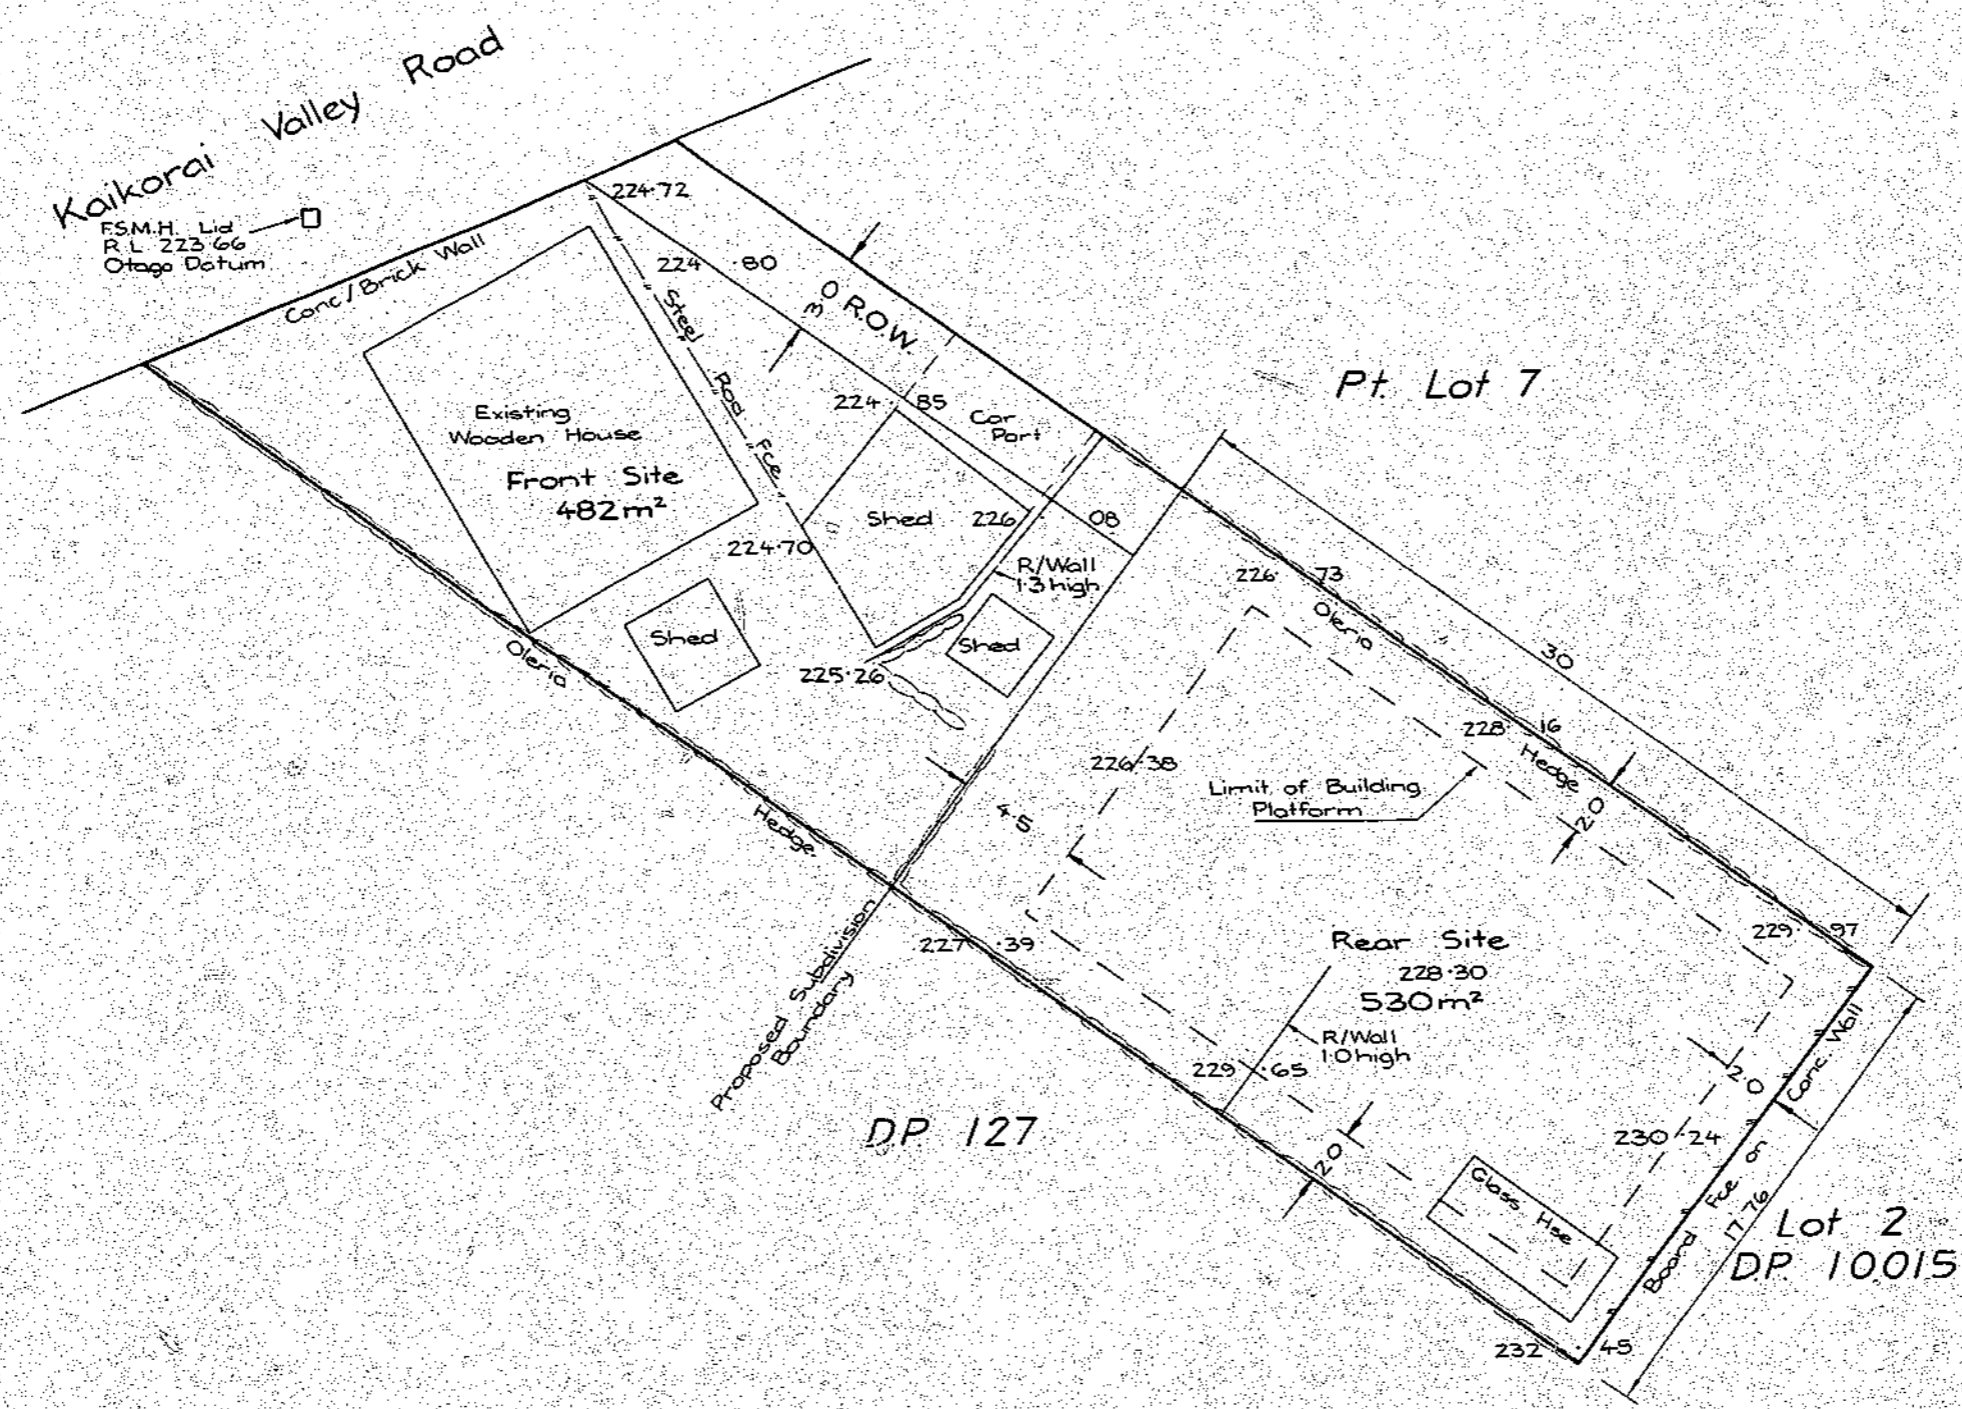 Kaikorai Valley Road
F.S.M.H. Lid
R.L. 223·66
Otago Datum
Conc/Brick Wall
224·72
224·80
3·0 R.O.W.
Steel Rod Fce
Pt. Lot 7
Existing
Wooden House
Front Site
482m²
224·85
Car
Port
Shed
226·08
224·70
R/Wall
1·3 high
Shed
Shed
225·26
Oleria Hedge
226·73
Oleria Hedge
30
228·16
226·38
Limit of Building
Platform
2·0
4·5
Proposed Subdivision
Boundary
227·39
Rear Site
228·30
530m²
229·97
R/Wall
1·0 high
229·65
2·0
Board Fce on Conc Wall
DP 127
230·24
2·0
Glass Hse
17·76
Lot 2
D.P. 10015
232·45